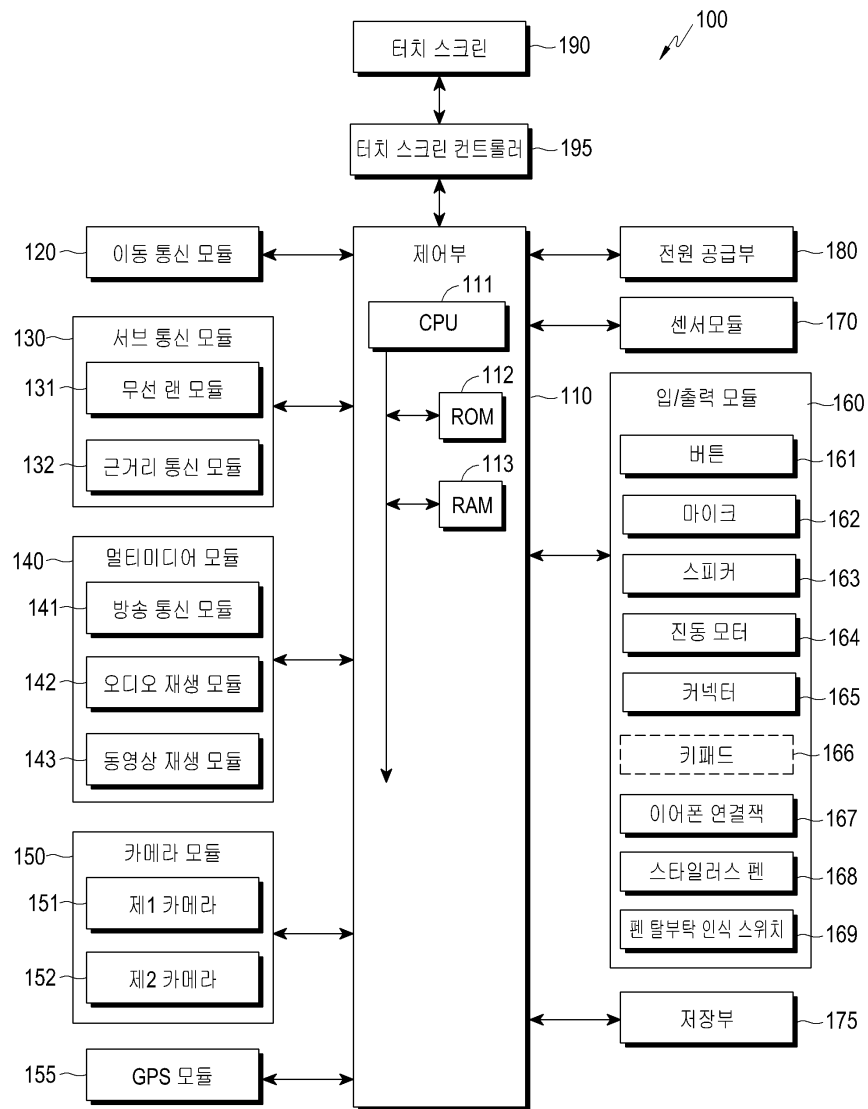 100
터치 스크린
190
터치 스크린 컨트롤러
195
120
이동 통신 모듈
제어부
전원 공급부
180
111
CPU
센서모듈
170
130
서브 통신 모듈
131
무선 랜 모듈
132
근거리 통신 모듈
112
ROM
113
RAM
110
입/출력 모듈
160
버튼
161
마이크
162
스피커
163
진동 모터
164
커넥터
165
키패드
166
이어폰 연결잭
167
스타일러스 펜
168
펜 탈부탁 인식 스위치
169
140
멀티미디어 모듈
141
방송 통신 모듈
142
오디오 재생 모듈
143
동영상 재생 모듈
150
카메라 모듈
151
제1 카메라
152
제2 카메라
저장부
175
155
GPS 모듈